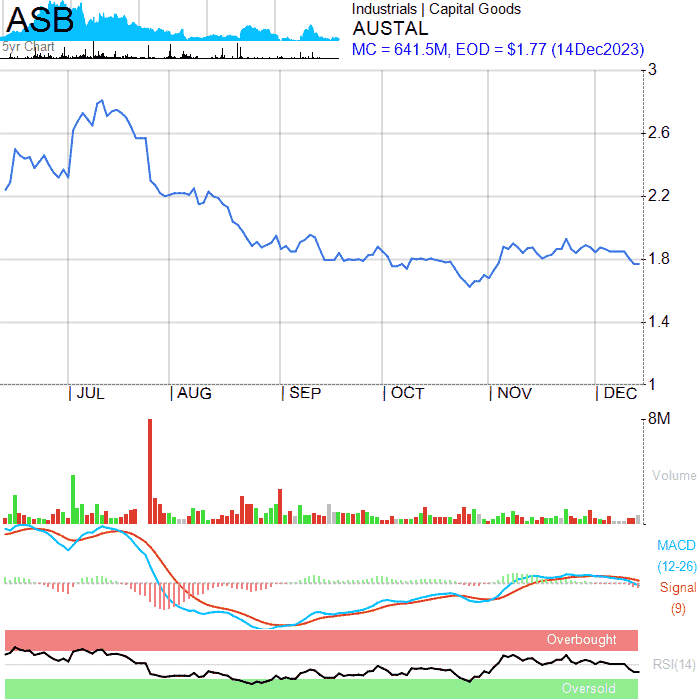 ASB
5yr Chart
Industrials | Capital Goods
AUSTAL
MC = 641.5M, EOD = $1.77 (14Dec2023)
3
2.6
2.2
1.8
1.4
1
JUL AUG SEP OCT NOV DEC
8M
Volume
MACD
(12-26)
Signal
(9)
Overbought
RSI(14)
Oversold